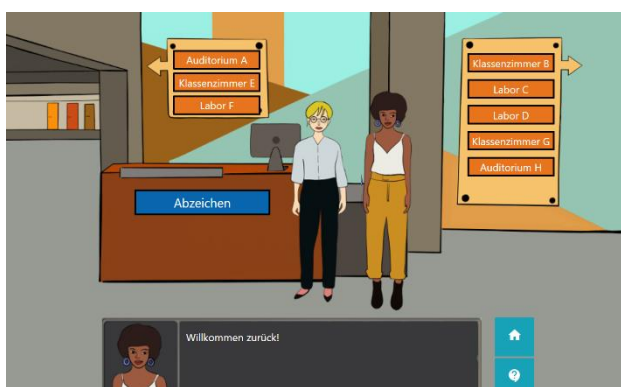 Auditorium A
Klassenzimmer E
Labor F
Klassenzimmer B
Labor C
Labor D
Klassenzimmer G
Auditorium H
Abzeichen
Willkommen zurück!
?